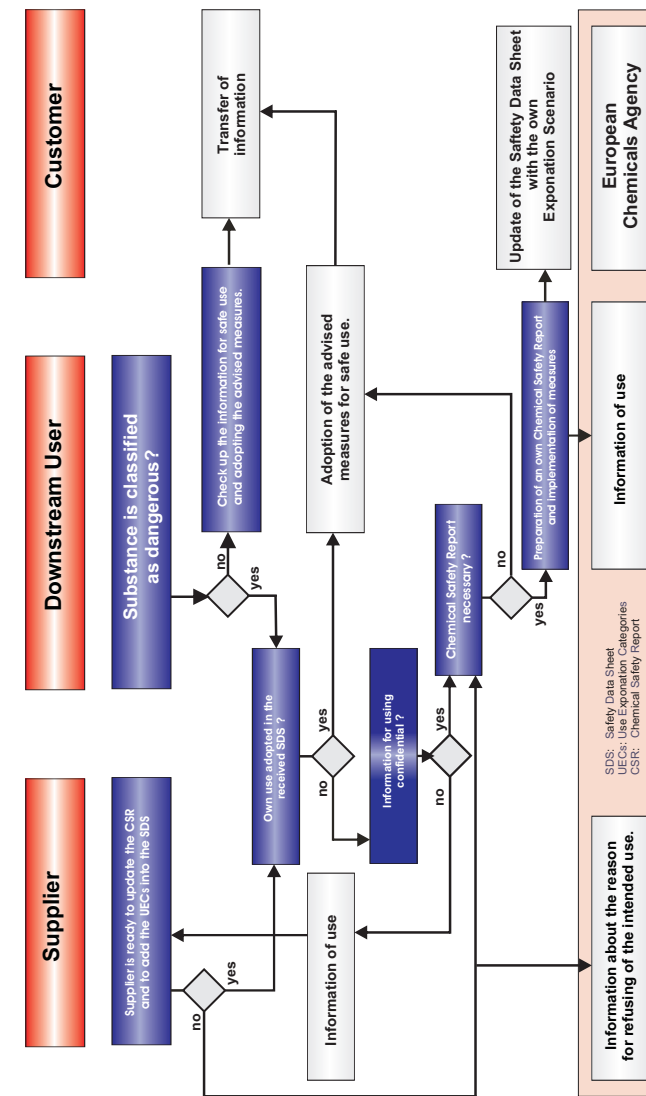 Supplier
Downstream User
Customer
Supplier is ready to update the CSR
and to add the UECs into the SDS
Substance is classified
as dangerous?
no
yes
no
yes
Check up the information for safe use
and adopting the advised measures.
Transfer of
information
Own use adopted in the
received SDS ?
no
yes
Information of use
Adoption of the advised
measures for safe use.
Information for using
confidential ?
no
yes
Chemical Safety Report
necessary ?
no
yes
Preparation of an own Chemical Safety Report
and implementation of measures
Update of the Saftety Data Sheet
with the own
Exponation Scenario
Information about the reason
for refusing of the intended use.
SDS: Safety Data Sheet
UECs: Use Exponation Categories
CSR: Chemical Safety Report
Information of use
European
Chemicals Agency